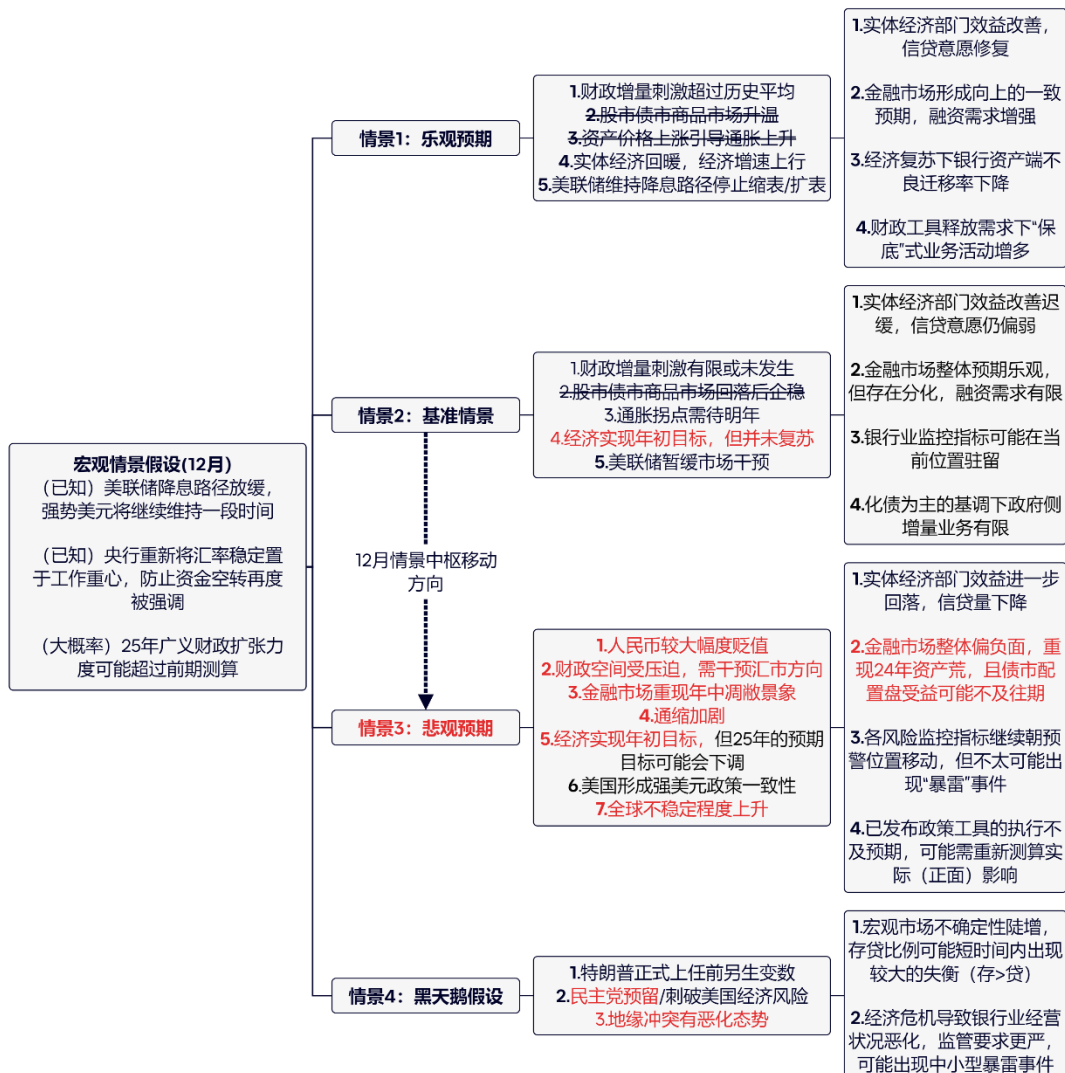 宏观情景假设(12月)
（已知）美联储降息路径放缓，
强势美元将继续维持一段时间
（已知）央行重新将汇率稳定置
于工作重心，防止资金空转再度
被强调
（大概率）25年广义财政扩张力
度可能超过前期测算
情景1：乐观预期
1.财政增量刺激超过历史平均
2.股市债市商品市场升温
3.资产价格上涨引导通胀上升
4.实体经济回暖，经济增速上行
5.美联储维持降息路径停止缩表/扩表
1.实体经济部门效益改善，
信贷意愿修复
2.金融市场形成向上的一致
预期，融资需求增强
3.经济复苏下银行资产端不
良迁移率下降
4.财政工具释放需求下“保
底”式业务活动增多
情景2：基准情景
1.财政增量刺激有限或未发生
2.股市债市商品市场回落后企稳
3.通胀拐点需待明年
4.经济实现年初目标，但并未复苏
5.美联储暂缓市场干预
1.实体经济部门效益改善迟
缓，信贷意愿仍偏弱
2.金融市场整体预期乐观，
但存在分化，融资需求有限
3.银行业监控指标可能在当
前位置驻留
4.化债为主的基调下政府侧
增量业务有限
12月情景中枢移动
方向
情景3：悲观预期
1.人民币较大幅度贬值
2.财政空间受压迫，需干预汇市方向
3.金融市场重现年中凋敝景象
4.通缩加剧
5.经济实现年初目标，但25年的预期
目标可能会下调
6.美国形成强美元政策一致性
7.全球不稳定程度上升
1.实体经济部门效益进一步
回落，信贷量下降
2.金融市场整体偏负面，重
现24年资产荒，且债市配
置盘受益可能不及往期
3.各风险监控指标继续朝预
警位置移动，但不太可能出
现“暴雷”事件
4.已发布政策工具的执行不
及预期，可能需重新测算实
际（正面）影响
情景4：黑天鹅假设
1.特朗普正式上任前另生变数
2.民主党预留/刺破美国经济风险
3.地缘冲突有恶化态势
1.宏观市场不确定性陡增，
存贷比例可能短时间内出现
较大的失衡（存>贷）
2.经济危机导致银行业经营
状况恶化，监管要求更严，
可能出现中小型暴雷事件